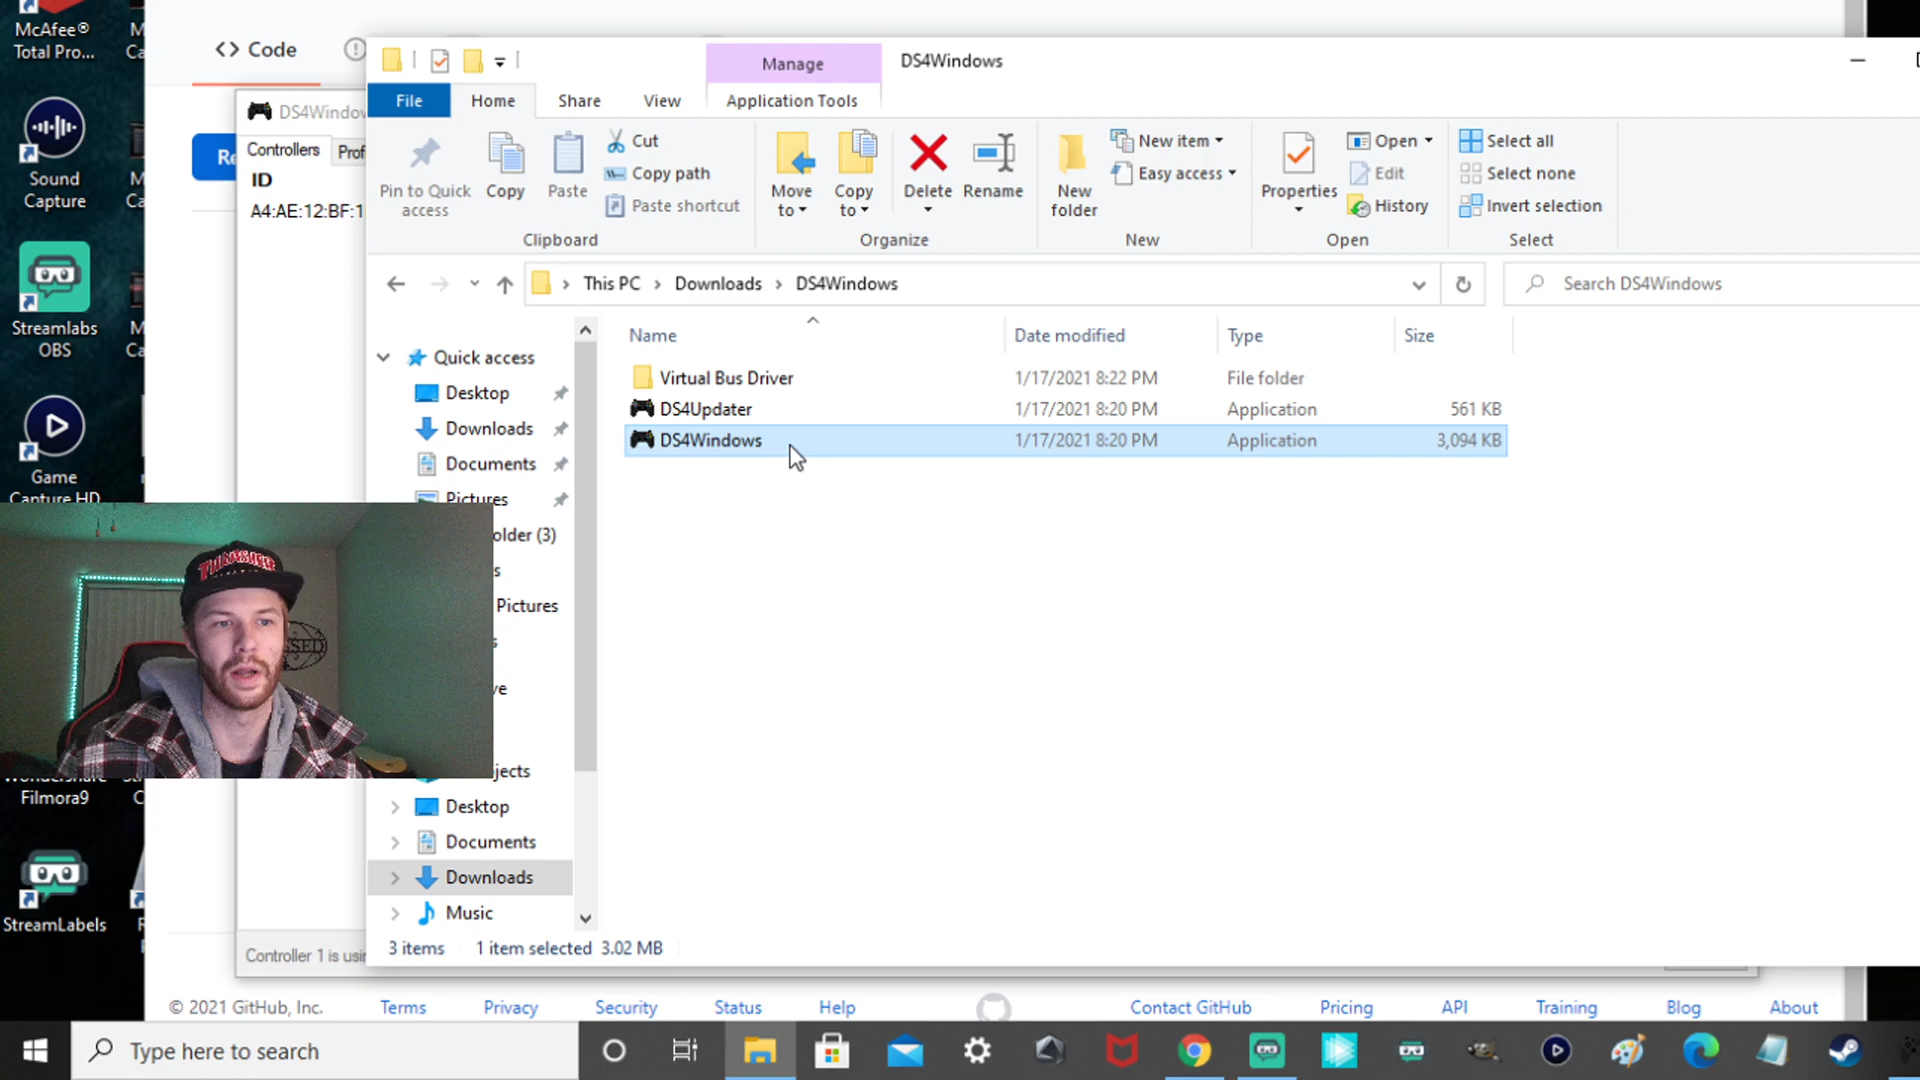 McAfee®
Total Pro...
Sound
Capture
Streamlabs
OBS
Game
Capture HD
Filmora9
StreamLabels
M
Ca
M
Ca
Code
Re
DS4Window
Controllers
Prof
ID
A4:AE:12:BF:1
Controller 1 is usin
Manage
DS4Windows
File
Home
Share
View
Application Tools
Pin to Quick
access
Copy
Paste
Cut
Copy path
Paste shortcut
Clipboard
Move
to
Copy
to
Delete
Rename
Organize
New
folder
New item
Easy access
New
Properties
Open
Edit
History
Open
Select all
Select none
Invert selection
Select
This PC > Downloads > DS4Windows
Search DS4Windows
Name Date modified Type Size
Virtual Bus Driver 1/17/2021 8:22 PM File folder
DS4Updater 1/17/2021 8:20 PM Application 561 KB
DS4Windows 1/17/2021 8:20 PM Application 3,094 KB
Quick access
Desktop
Downloads
Documents
Pictures
older (3)
s
Pictures
s
ve
jects
Desktop
Documents
Downloads
Music
THRASHER
SSED
3 items 1 item selected 3.02 MB
© 2021 GitHub, Inc. Terms Privacy Security Status Help Contact GitHub Pricing API Training Blog About
Type here to search